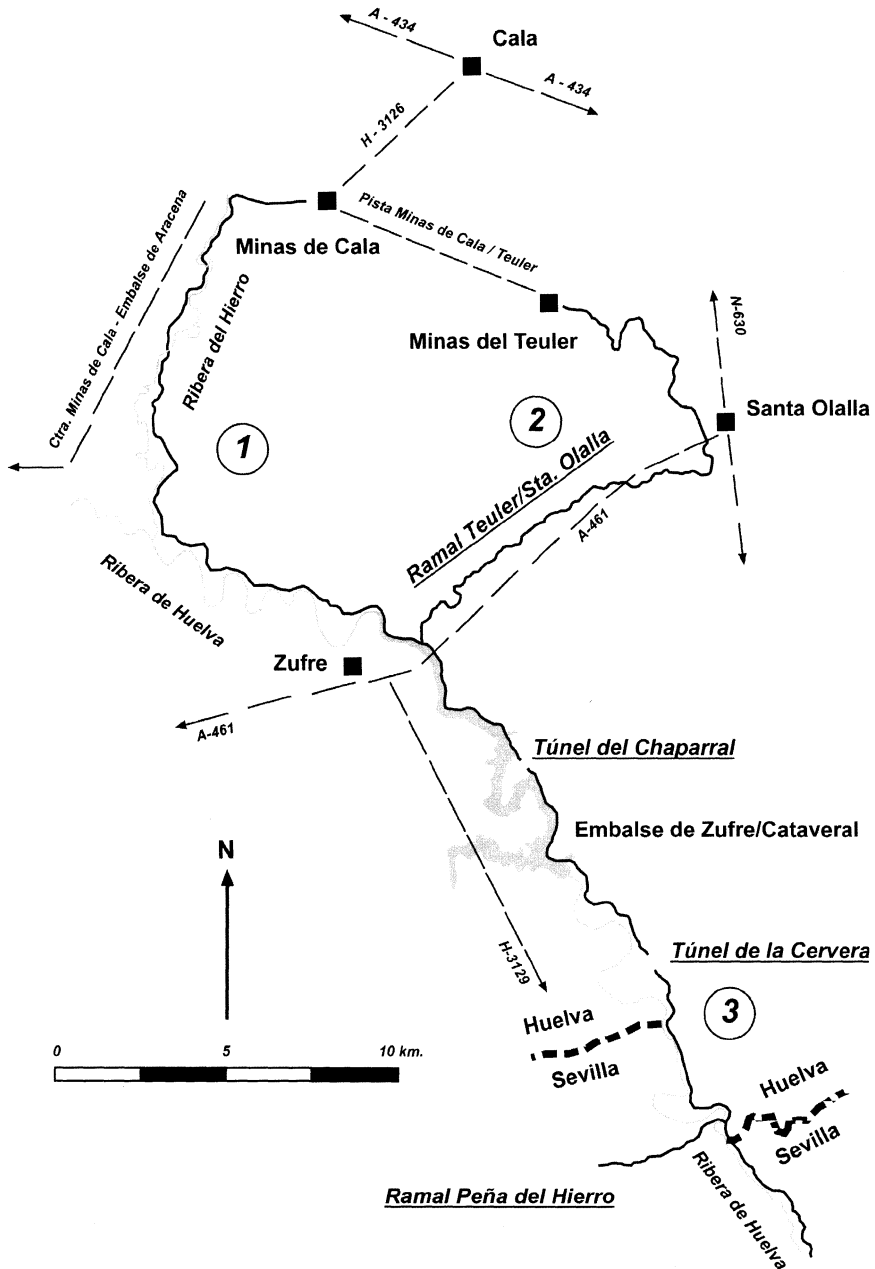 A - 434
Cala
A - 434
H - 3126
Pista Minas de Cala / Teuler
Minas de Cala
Ctra. Minas de Cala - Embalse de Aracena
Ribera del Hierro
Minas del Teuler
N-630
Santa Olalla
1
2
Ramal Teuler/Sta. Olalla
A-461
Ribera de Huelva
Zufre
A-461
Túnel del Chaparral
Embalse de Zufre/Cataveral
N
H-3129
Túnel de la Cervera
3
Huelva
Sevilla
0 5 10 km.
Huelva
Sevilla
Ramal Peña del Hierro
Ribera de Huelva